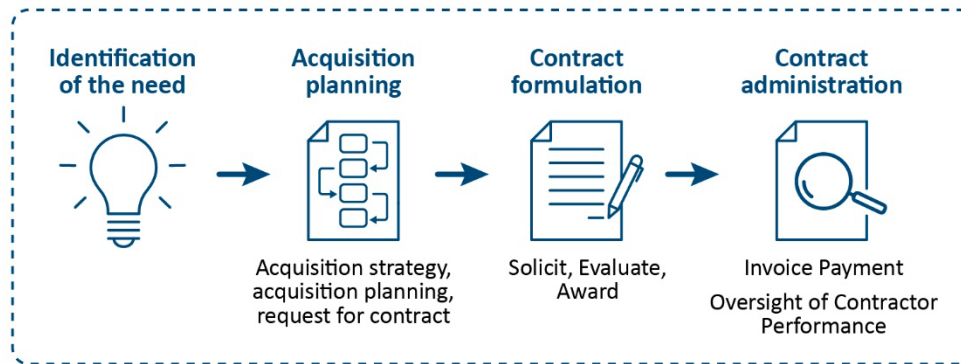 Identification
of the need
Acquisition
planning
Contract
formulation
Contract
administration
Acquisition strategy,
acquisition planning,
request for contract
Solicit, Evaluate,
Award
Invoice Payment
Oversight of Contractor
Performance